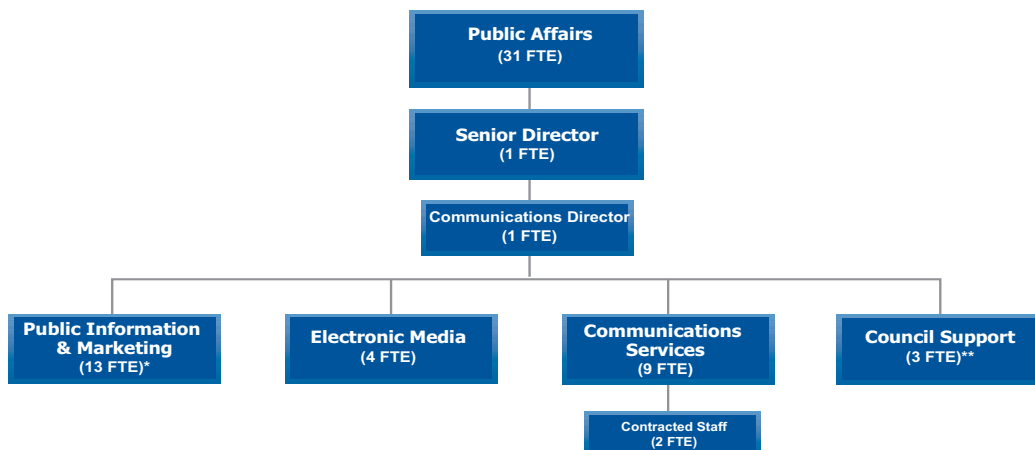 Public Affairs
(31 FTE)
Senior Director
(1 FTE)
Communications Director
(1 FTE)
Public Information
& Marketing
(13 FTE)*
Electronic Media
(4 FTE)
Communications
Services
(9 FTE)
Council Support
(3 FTE)**
Contracted Staff
(2 FTE)